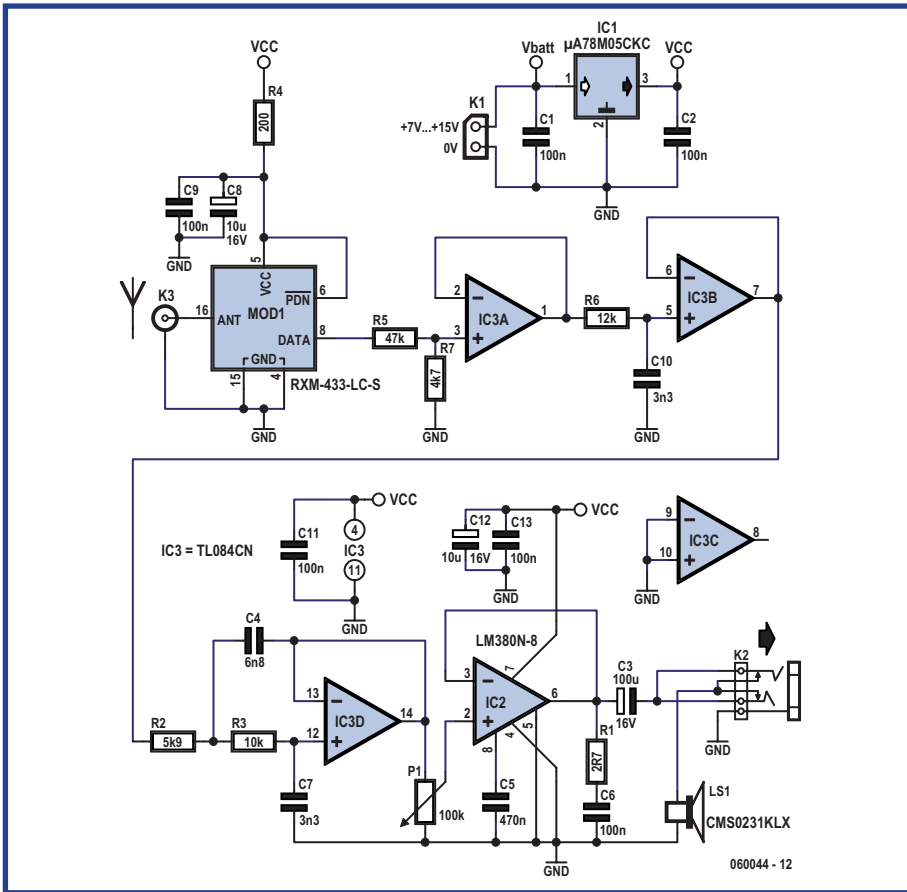 VCC
R4
200
C9
100n
C8
10u
16V
GND
K3
16
ANT
5
VCC
MOD1
PDN
6
DATA
8
GND
15
4
RXM-433-LC-S
GND
IC1
µA78M05CKC
Vbatt
VCC
1
3
2
K1
+7V...+15V
0V
C1
100n
C2
100n
GND
R5
47k
R7
4k7
GND
2
3
IC3A
1
R6
12k
C10
3n3
GND
6
5
IC3B
7
IC3 = TL084CN
C11
100n
VCC
4
IC3
11
GND
C12
10u
16V
C13
100n
VCC
GND
9
10
IC3C
8
GND
C4
6n8
R2
5k9
R3
10k
C7
3n3
13
12
IC3D
14
P1
100k
LM380N-8
3
2
IC2
7
6
8
4
5
C5
470n
C3
100u
16V
R1
2R7
C6
100n
GND
K2
GND
LS1
CMS0231KLX
060044 - 12